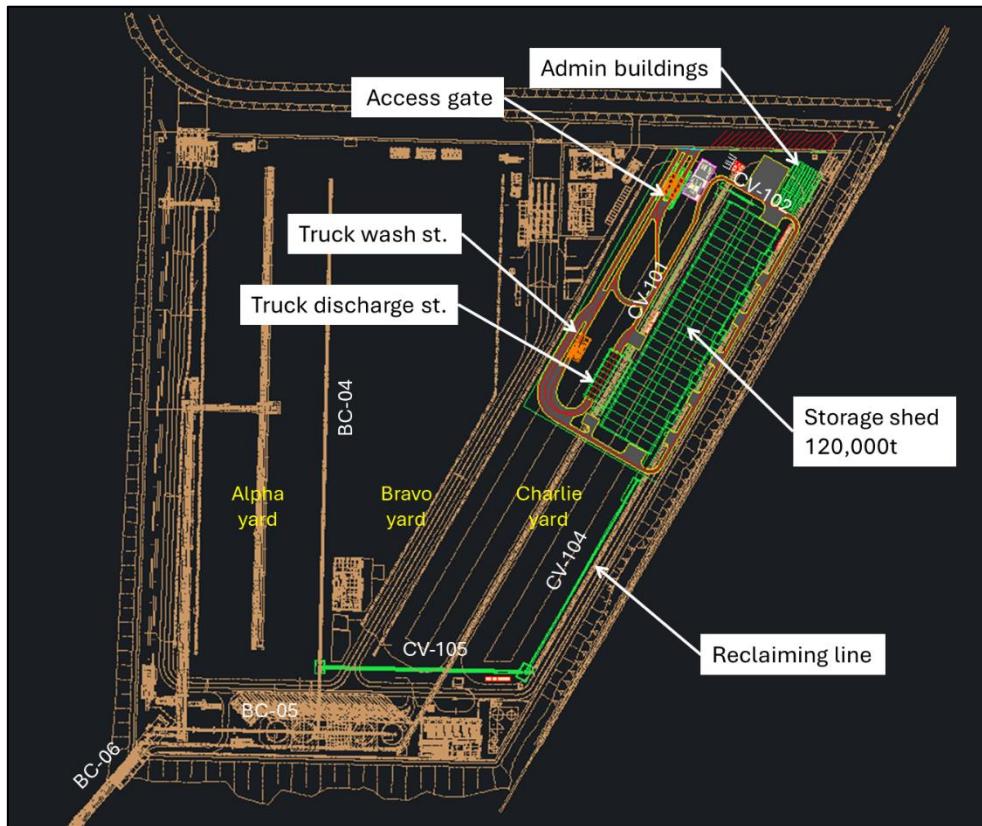 Admin buildings
Access gate
CV-102
Truck wash st.
CV-101
Truck discharge st.
BC-04
Storage shed
120,000t
Alpha
yard
Bravo
yard
Charlie
yard
CV-104
CV-105
Reclaiming line
BC-05
BC-06